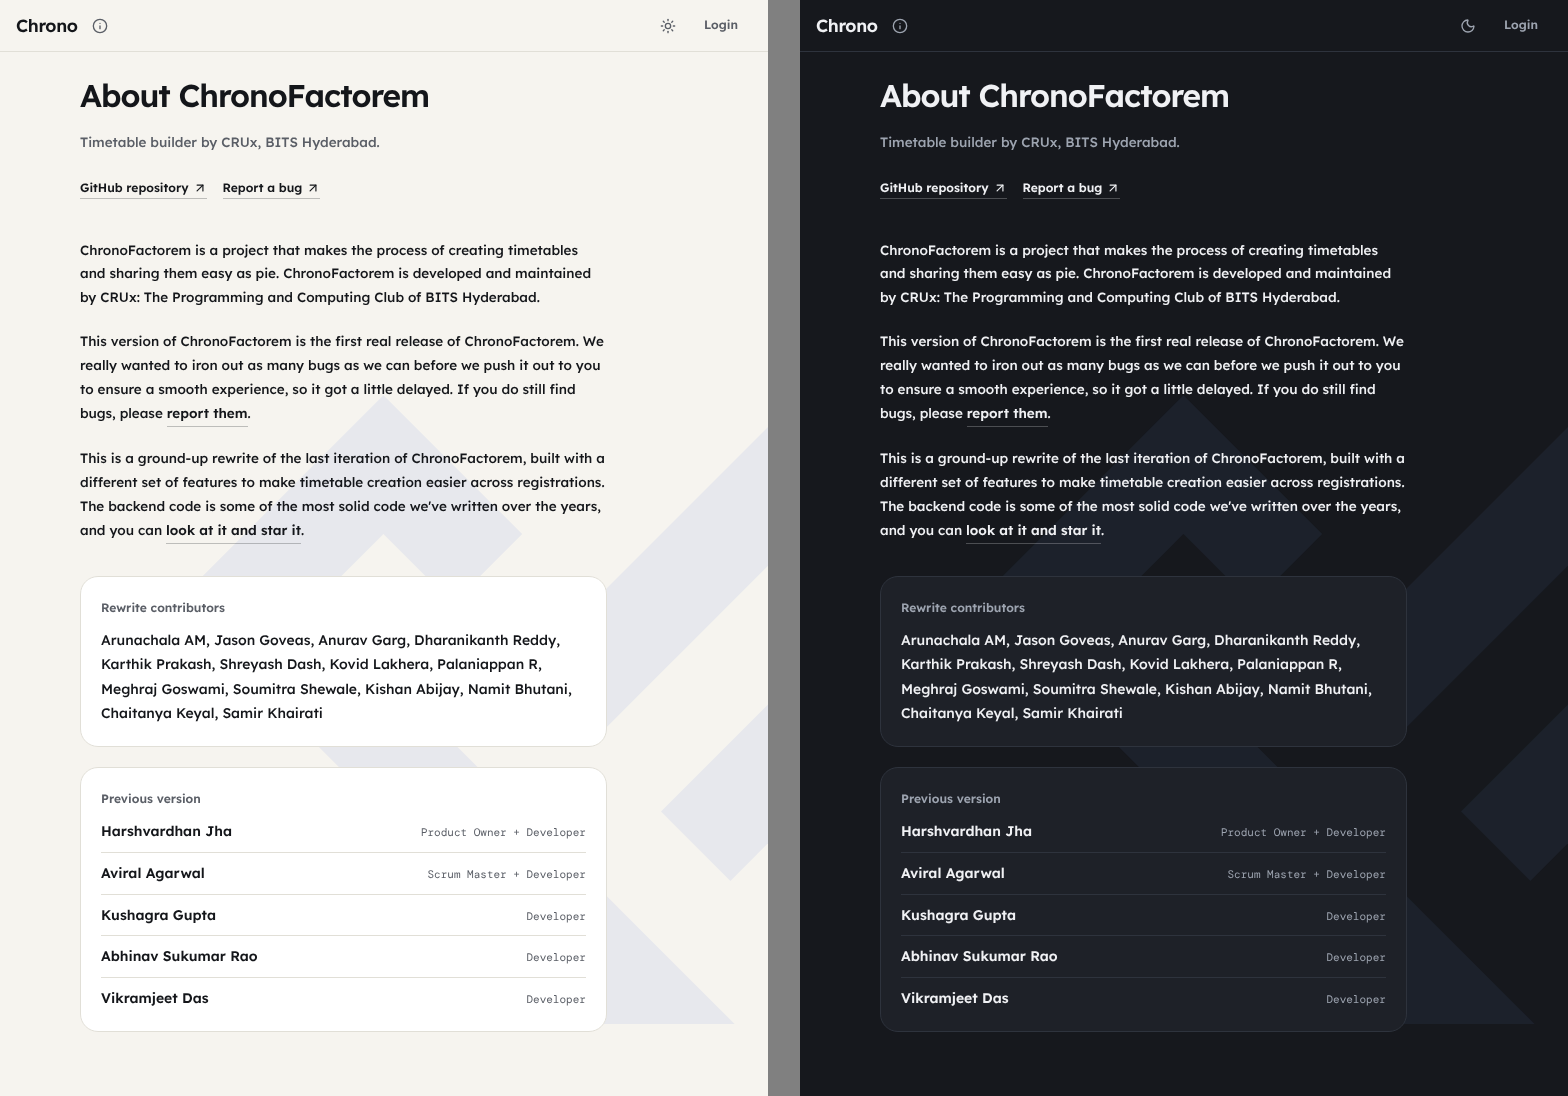 Chrono
Login
About ChronoFactorem
Timetable builder by CRUx, BITS Hyderabad.
GitHub repository Report a bug
ChronoFactorem is a project that makes the process of creating timetables
and sharing them easy as pie. ChronoFactorem is developed and maintained
by CRUx: The Programming and Computing Club of BITS Hyderabad.
This version of ChronoFactorem is the first real release of ChronoFactorem. We
really wanted to iron out as many bugs as we can before we push it out to you
to ensure a smooth experience, so it got a little delayed. If you do still find
bugs, please report them.
This is a ground-up rewrite of the last iteration of ChronoFactorem, built with a
different set of features to make timetable creation easier across registrations.
The backend code is some of the most solid code we've written over the years,
and you can look at it and star it.
Rewrite contributors
Arunachala AM, Jason Goveas, Anurav Garg, Dharanikanth Reddy,
Karthik Prakash, Shreyash Dash, Kovid Lakhera, Palaniappan R,
Meghraj Goswami, Soumitra Shewale, Kishan Abijay, Namit Bhutani,
Chaitanya Keyal, Samir Khairati
Previous version
Harshvardhan Jha Product Owner + Developer
Aviral Agarwal Scrum Master + Developer
Kushagra Gupta Developer
Abhinav Sukumar Rao Developer
Vikramjeet Das Developer
Chrono
Login
About ChronoFactorem
Timetable builder by CRUx, BITS Hyderabad.
GitHub repository Report a bug
ChronoFactorem is a project that makes the process of creating timetables
and sharing them easy as pie. ChronoFactorem is developed and maintained
by CRUx: The Programming and Computing Club of BITS Hyderabad.
This version of ChronoFactorem is the first real release of ChronoFactorem. We
really wanted to iron out as many bugs as we can before we push it out to you
to ensure a smooth experience, so it got a little delayed. If you do still find
bugs, please report them.
This is a ground-up rewrite of the last iteration of ChronoFactorem, built with a
different set of features to make timetable creation easier across registrations.
The backend code is some of the most solid code we've written over the years,
and you can look at it and star it.
Rewrite contributors
Arunachala AM, Jason Goveas, Anurav Garg, Dharanikanth Reddy,
Karthik Prakash, Shreyash Dash, Kovid Lakhera, Palaniappan R,
Meghraj Goswami, Soumitra Shewale, Kishan Abijay, Namit Bhutani,
Chaitanya Keyal, Samir Khairati
Previous version
Harshvardhan Jha Product Owner + Developer
Aviral Agarwal Scrum Master + Developer
Kushagra Gupta Developer
Abhinav Sukumar Rao Developer
Vikramjeet Das Developer